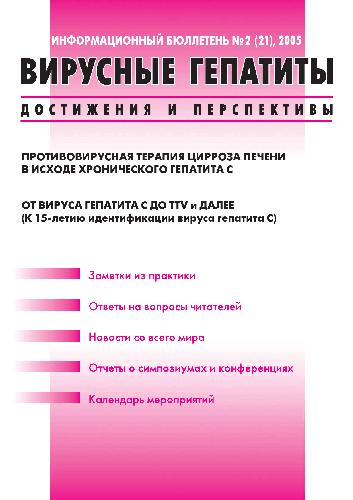 ИНФОРМАЦИОННЫЙ БЮЛЛЕТЕНЬ №2 (21), 2005
ВИРУСНЫЕ ГЕПАТИТЫ
ДОСТИЖЕНИЯ И ПЕРСПЕКТИВЫ
ПРОТИВОВИРУСНАЯ ТЕРАПИЯ ЦИРРОЗА ПЕЧЕНИ
В ИСХОДЕ ХРОНИЧЕСКОГО ГЕПАТИТА С
ОТ ВИРУСА ГЕПАТИТА С ДО TTV и ДАЛЕЕ
(К 15-летию идентификации вируса гепатита С)
Заметки из практики
Ответы на вопросы читателей
Новости со всего мира
Отчеты о симпозиумах и конференциях
Календарь мероприятий